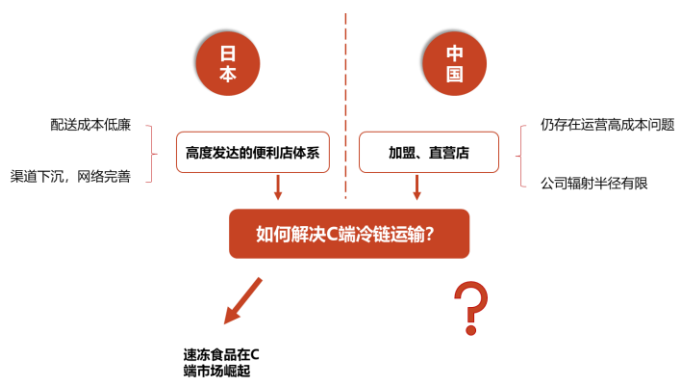 日
本
中
国
配送成本低廉
渠道下沉，网络完善
高度发达的便利店体系
加盟、直营店
仍存在运营高成本问题
公司辐射半径有限
如何解决C端冷链运输？
速冻食品在C
端市场崛起
?